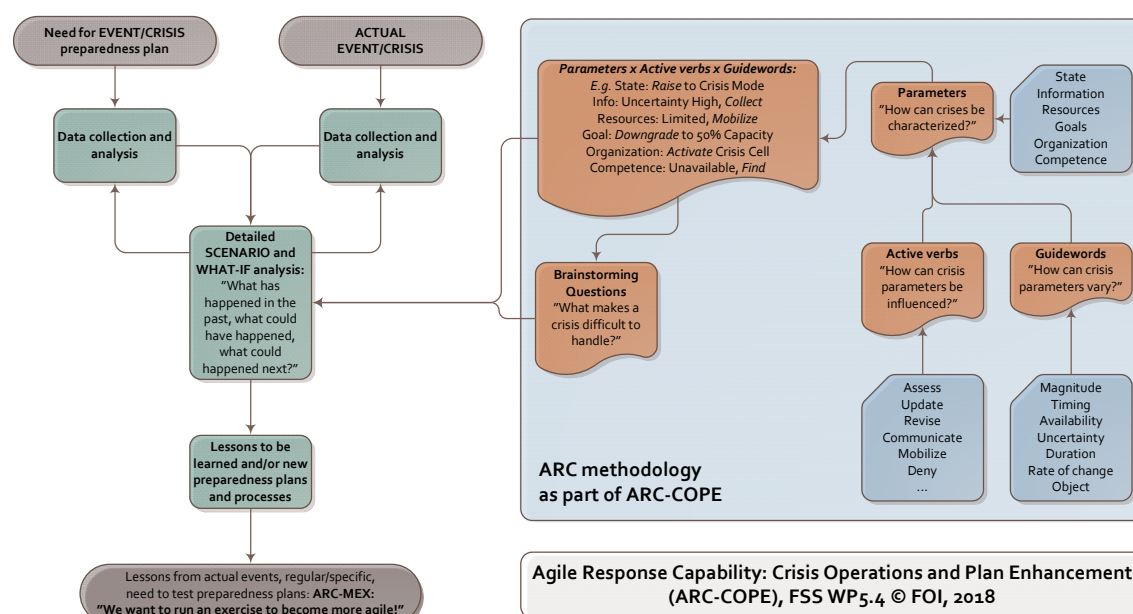 Need for EVENT/CRISIS
preparedness plan
ACTUAL
EVENT/CRISIS
Data collection and
analysis
Data collection and
analysis
Detailed
SCENARIO and
WHAT-IF analysis:
"What has
happened in the
past, what could
have happened,
what could
happened next?"
Lessons to be
learned and/or new
preparedness plans
and processes
Lessons from actual events, regular/specific,
need to test preparedness plans: ARC-MEX:
"We want to run an exercise to become more agile!"
Parameters x Active verbs x Guidewords:
E.g. State: Raise to Crisis Mode
Info: Uncertainty High, Collect
Resources: Limited, Mobilize
Goal: Downgrade to 50% Capacity
Organization: Activate Crisis Cell
Competence: Unavailable, Find
Parameters
"How can crises be
characterized?"
State
Information
Resources
Goals
Organization
Competence
Brainstorming
Questions
"What makes a
crisis difficult to
handle?"
Active verbs
"How can crisis
parameters be
influenced?"
Guidewords
"How can crisis
parameters vary?"
Assess
Update
Revise
Communicate
Mobilize
Deny
...
Magnitude
Timing
Availability
Uncertainty
Duration
Rate of change
Object
ARC methodology
as part of ARC-COPE
Agile Response Capability: Crisis Operations and Plan Enhancement
(ARC-COPE), FSS WP5.4 © FOI, 2018